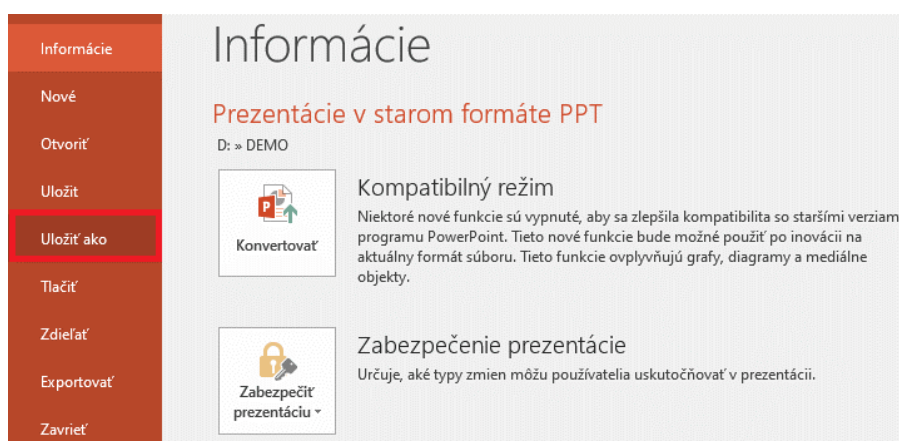 Informácie
Nové
Otvoriť
Uložit
Uložiť ako
Tlačiť
Zdieľať
Exportovať
Zavrieť
Informácie
Prezentácie v starom formáte PPT
D: » DEMO
Konvertovať
Kompatibilný režim
Niektoré nové funkcie sú vypnuté, aby sa zlepšila kompatibilita so staršími verziam
programu PowerPoint. Tieto nové funkcie bude možné použiť po inovácii na
aktuálny formát súboru. Tieto funkcie ovplyvňujú grafy, diagramy a mediálne
objekty.
Zabezpečiť
prezentáciu
Zabezpečenie prezentácie
Určuje, aké typy zmien môžu používatelia uskutočňovať v prezentácii.